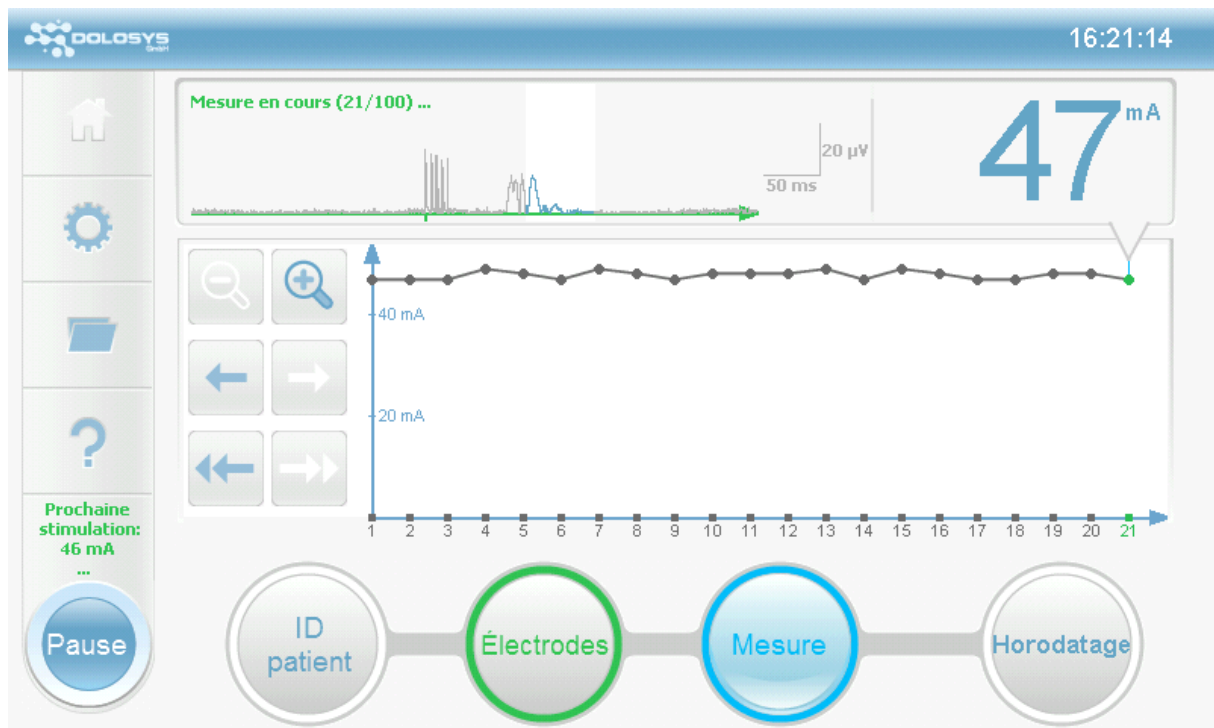 DOLOSYS
GmbH
16:21:14
Mesure en cours (21/100) ...
20 µV
50 ms
47 mA
40 mA
20 mA
1 2 3 4 5 6 7 8 9 10 11 12 13 14 15 16 17 18 19 20 21
?
Prochaine
stimulation:
46 mA
...
Pause
ID
patient
Électrodes
Mesure
Horodatage